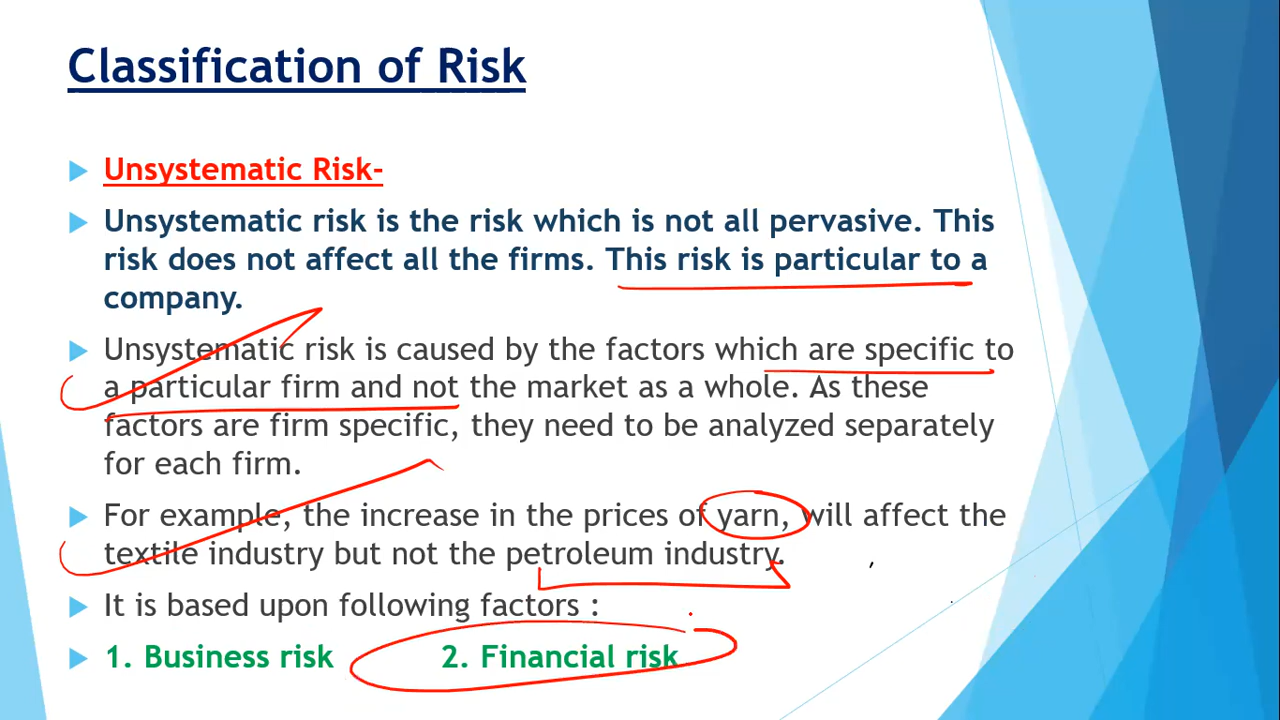 Classification of Risk
Unsystematic Risk-
Unsystematic risk is the risk which is not all pervasive. This
risk does not affect all the firms. This risk is particular to a
company.
Unsystematic risk is caused by the factors which are specific to
a particular firm and not the market as a whole. As these
factors are firm specific, they need to be analyzed separately
for each firm.
For example, the increase in the prices of yarn, will affect the
textile industry but not the petroleum industry.
It is based upon following factors :
1. Business risk 2. Financial risk